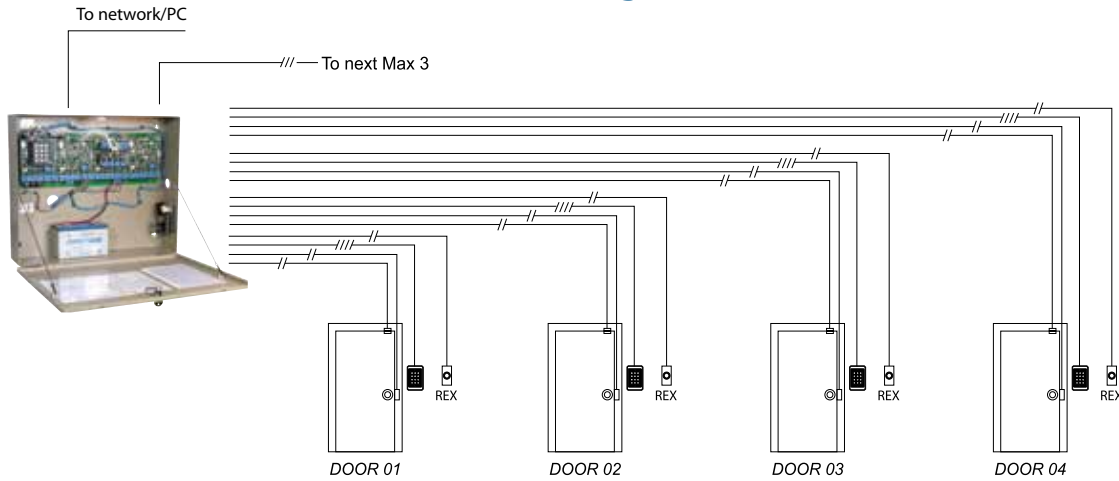 To network/PC
To next Max 3
REX
REX
REX
REX
DOOR 01
DOOR 02
DOOR 03
DOOR 04